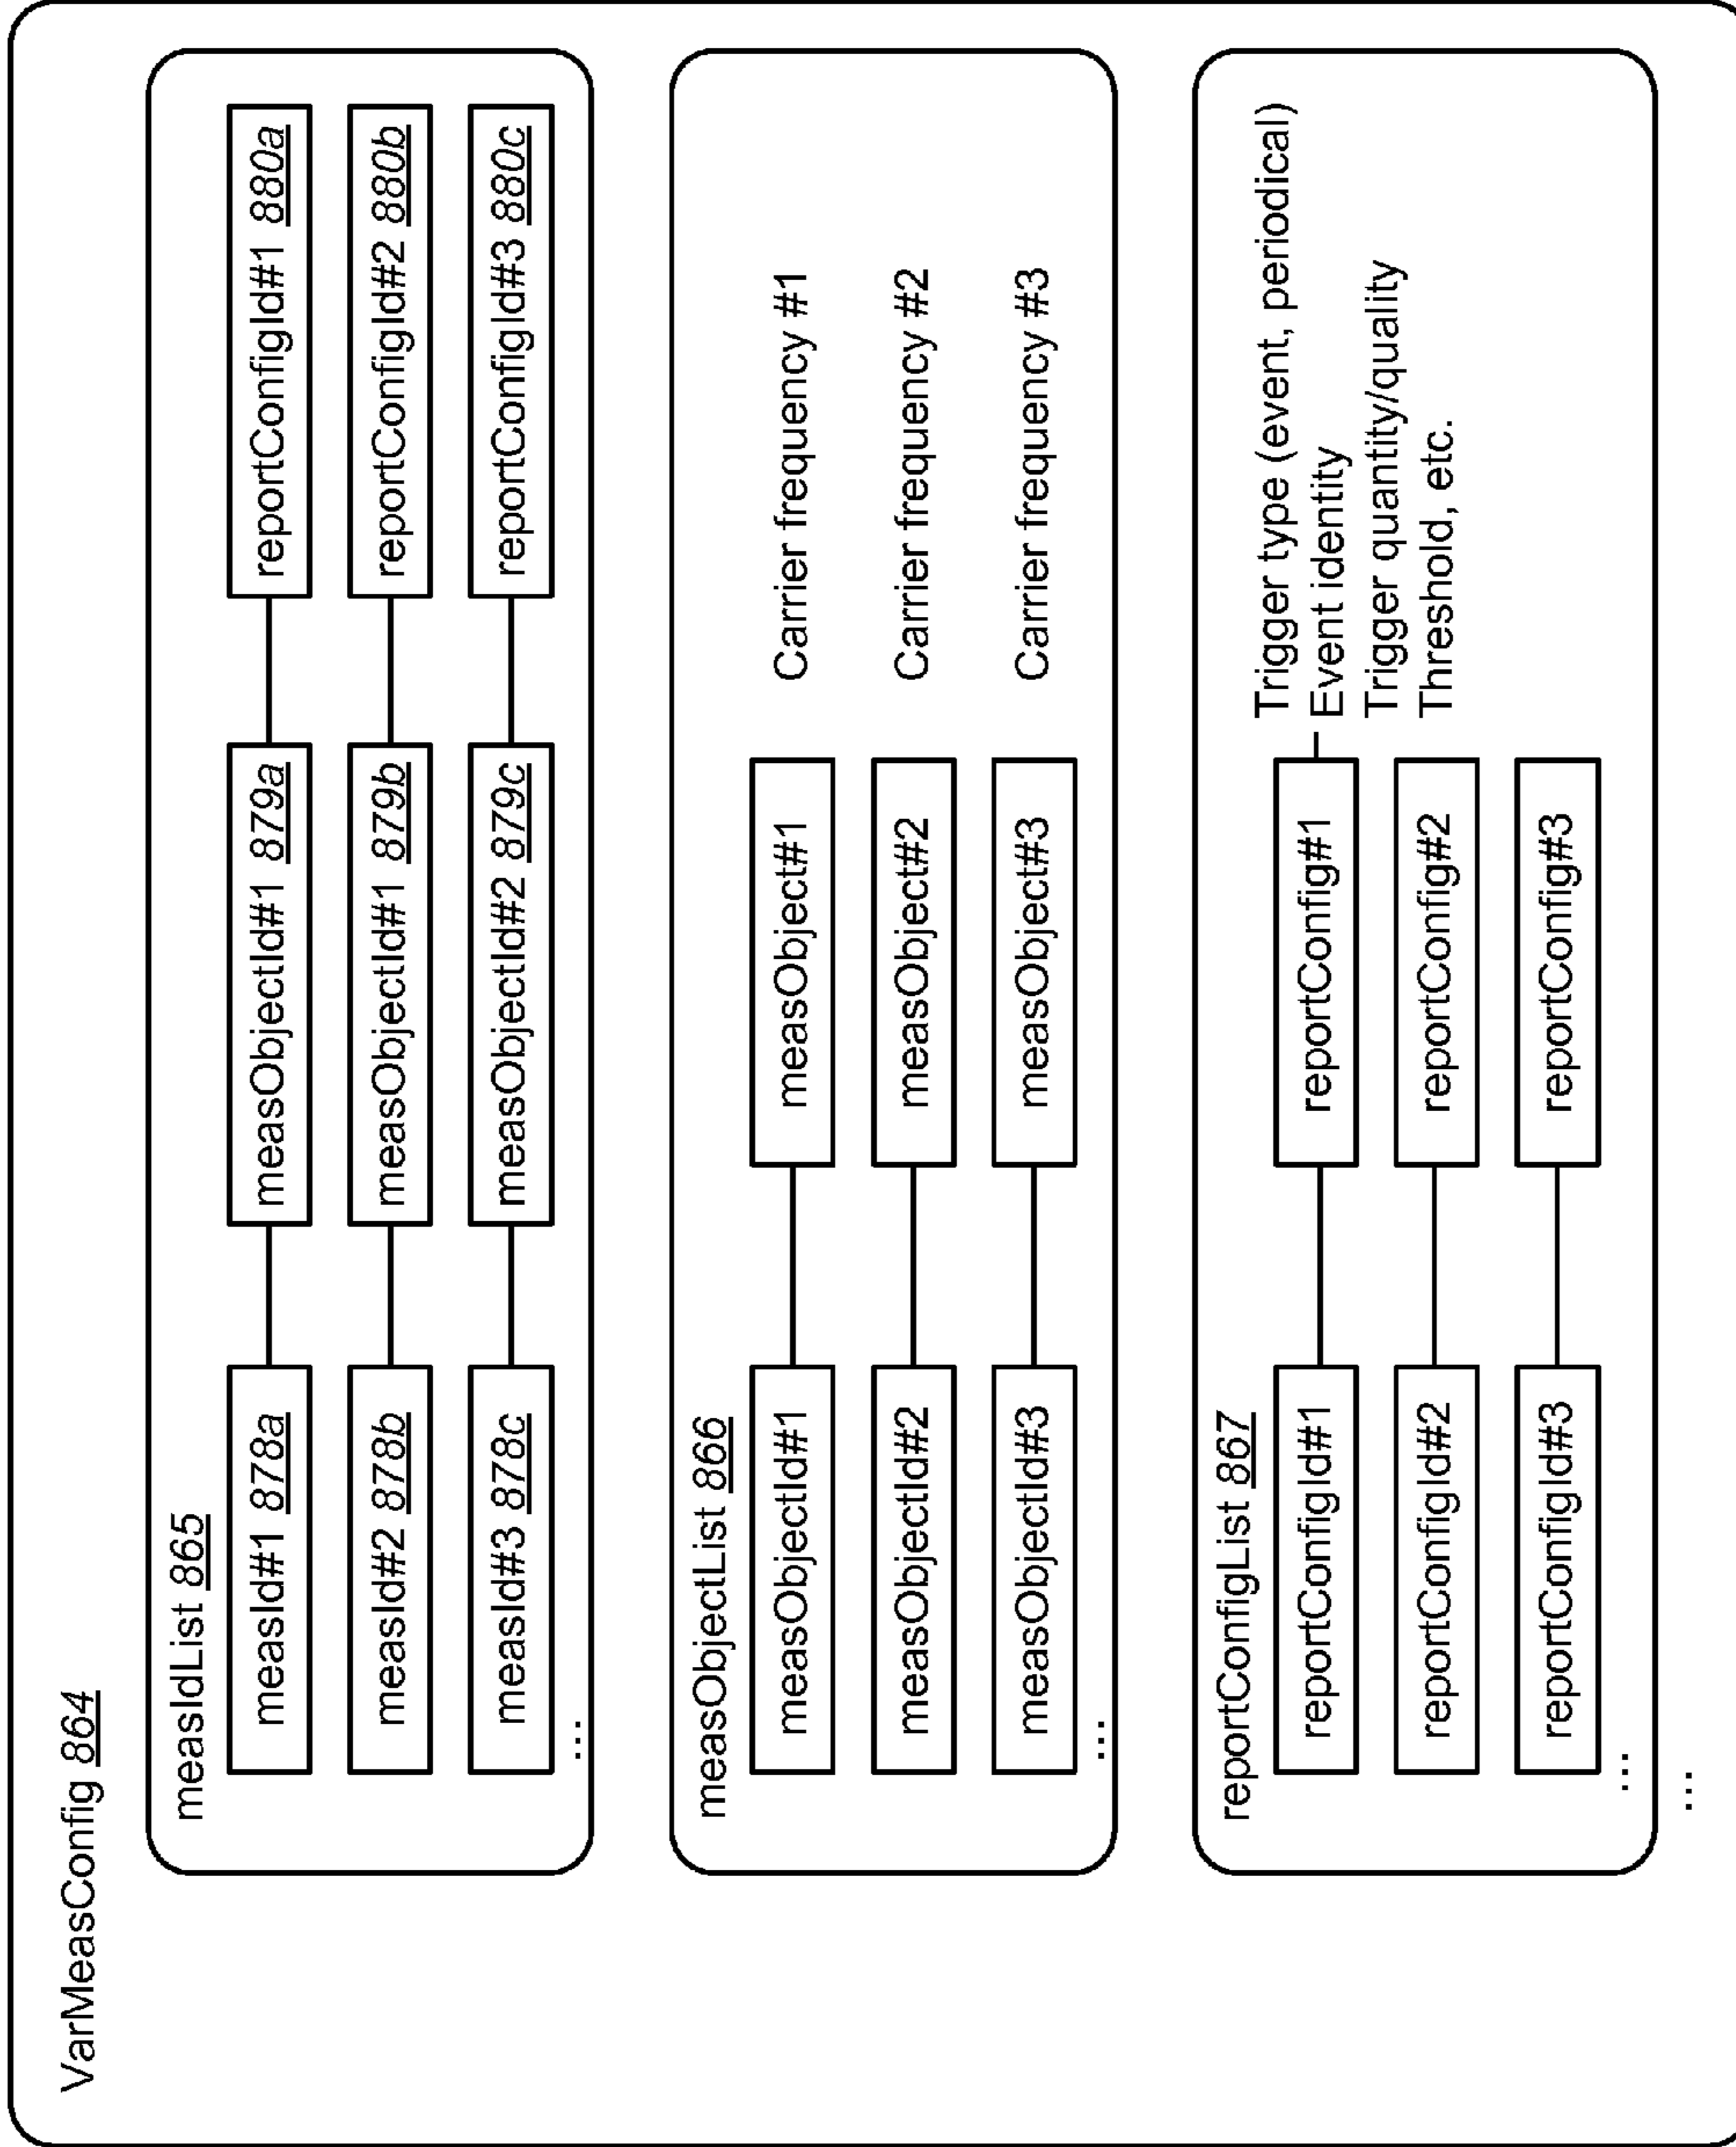 VarMeasConfig 864
measIdList 865
measId#1 878a measObjectId#1 879a reportConfigId#1 880a
measId#2 878b measObjectId#1 879b reportConfigId#2 880b
measId#3 878c measObjectId#2 879c reportConfigId#3 880c
...
measObjectList 866
measObjectId#1 measObject#1 Carrier frequency #1
measObjectId#2 measObject#2 Carrier frequency #2
measObjectId#3 measObject#3 Carrier frequency #3
...
reportConfigList 867
reportConfigId#1 reportConfig#1
Trigger type (event, periodical)
Event identity
Trigger quantity/quality
Threshold, etc.
reportConfigId#2 reportConfig#2
reportConfigId#3 reportConfig#3
...
...